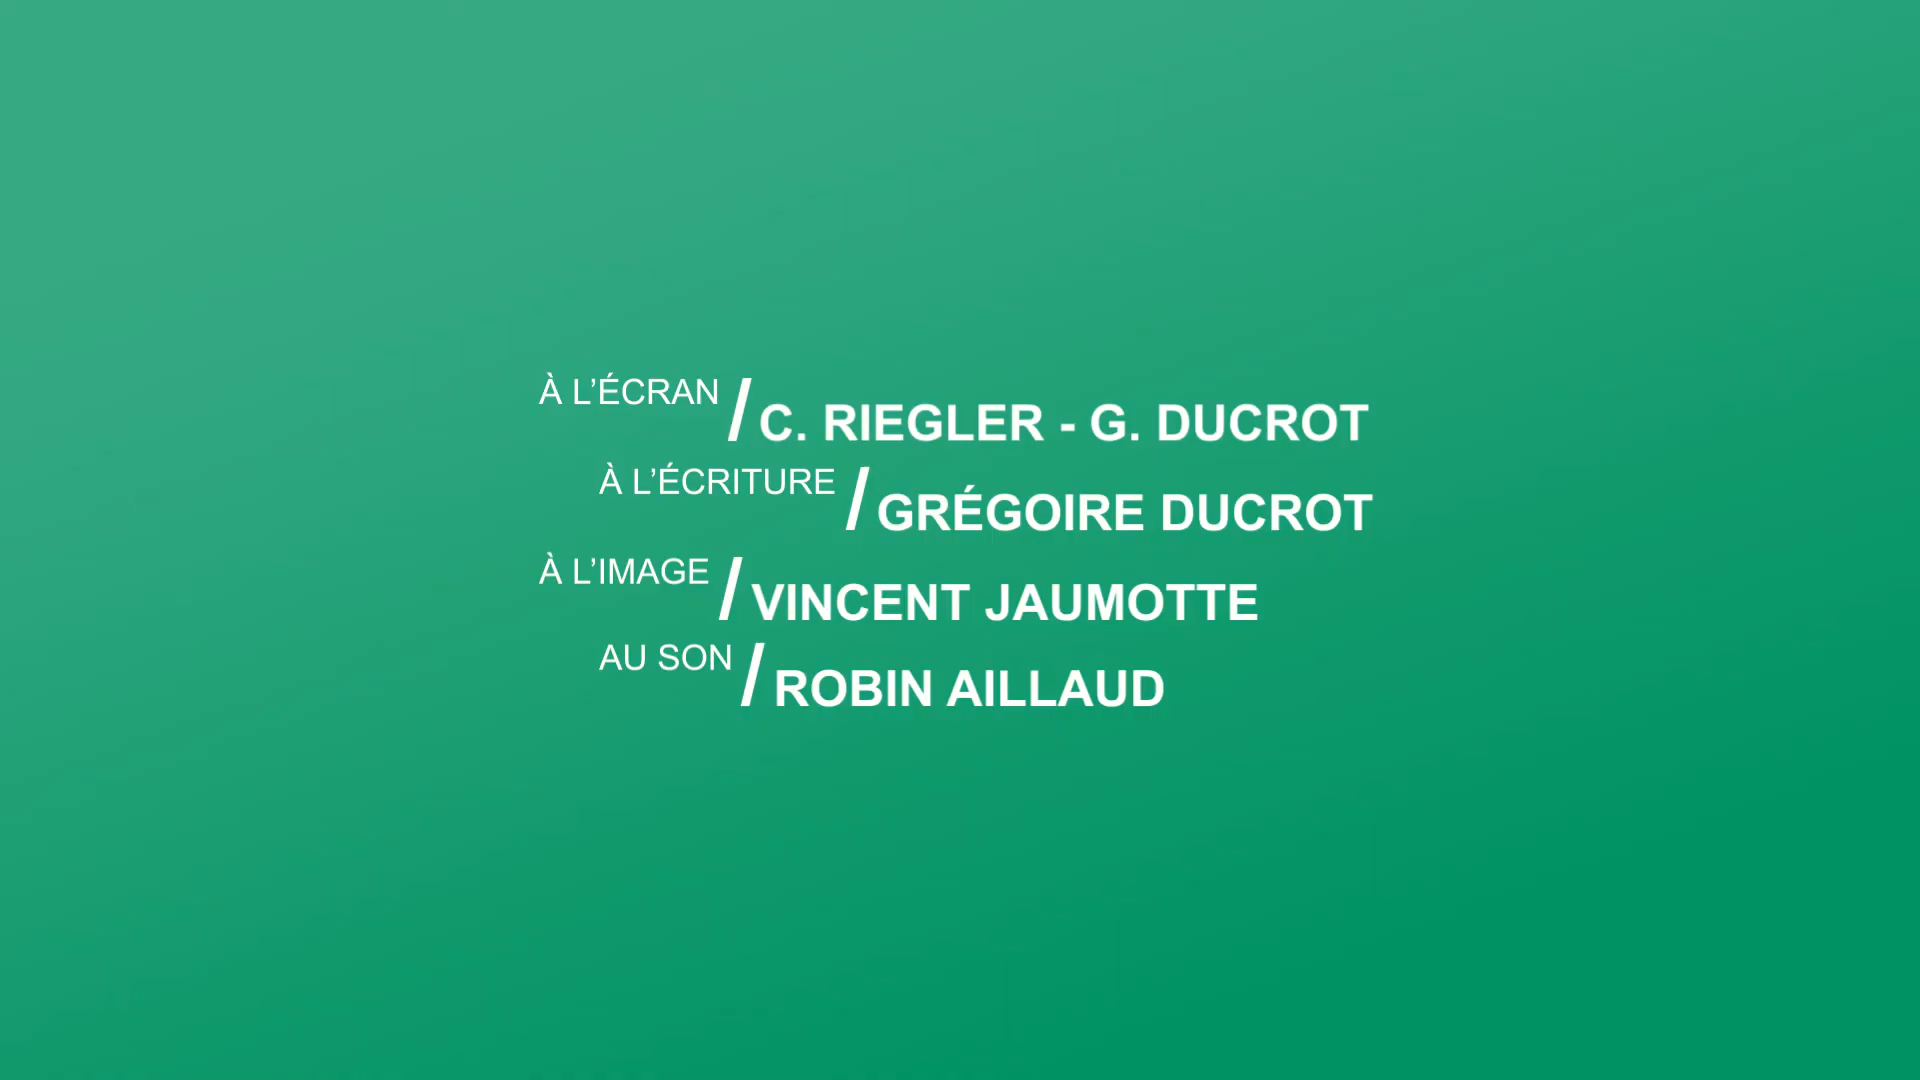 À L’ÉCRAN / C. RIEGLER - G. DUCROT
À L’ÉCRITURE / GRÉGOIRE DUCROT
À L’IMAGE / VINCENT JAUMOTTE
AU SON / ROBIN AILLAUD